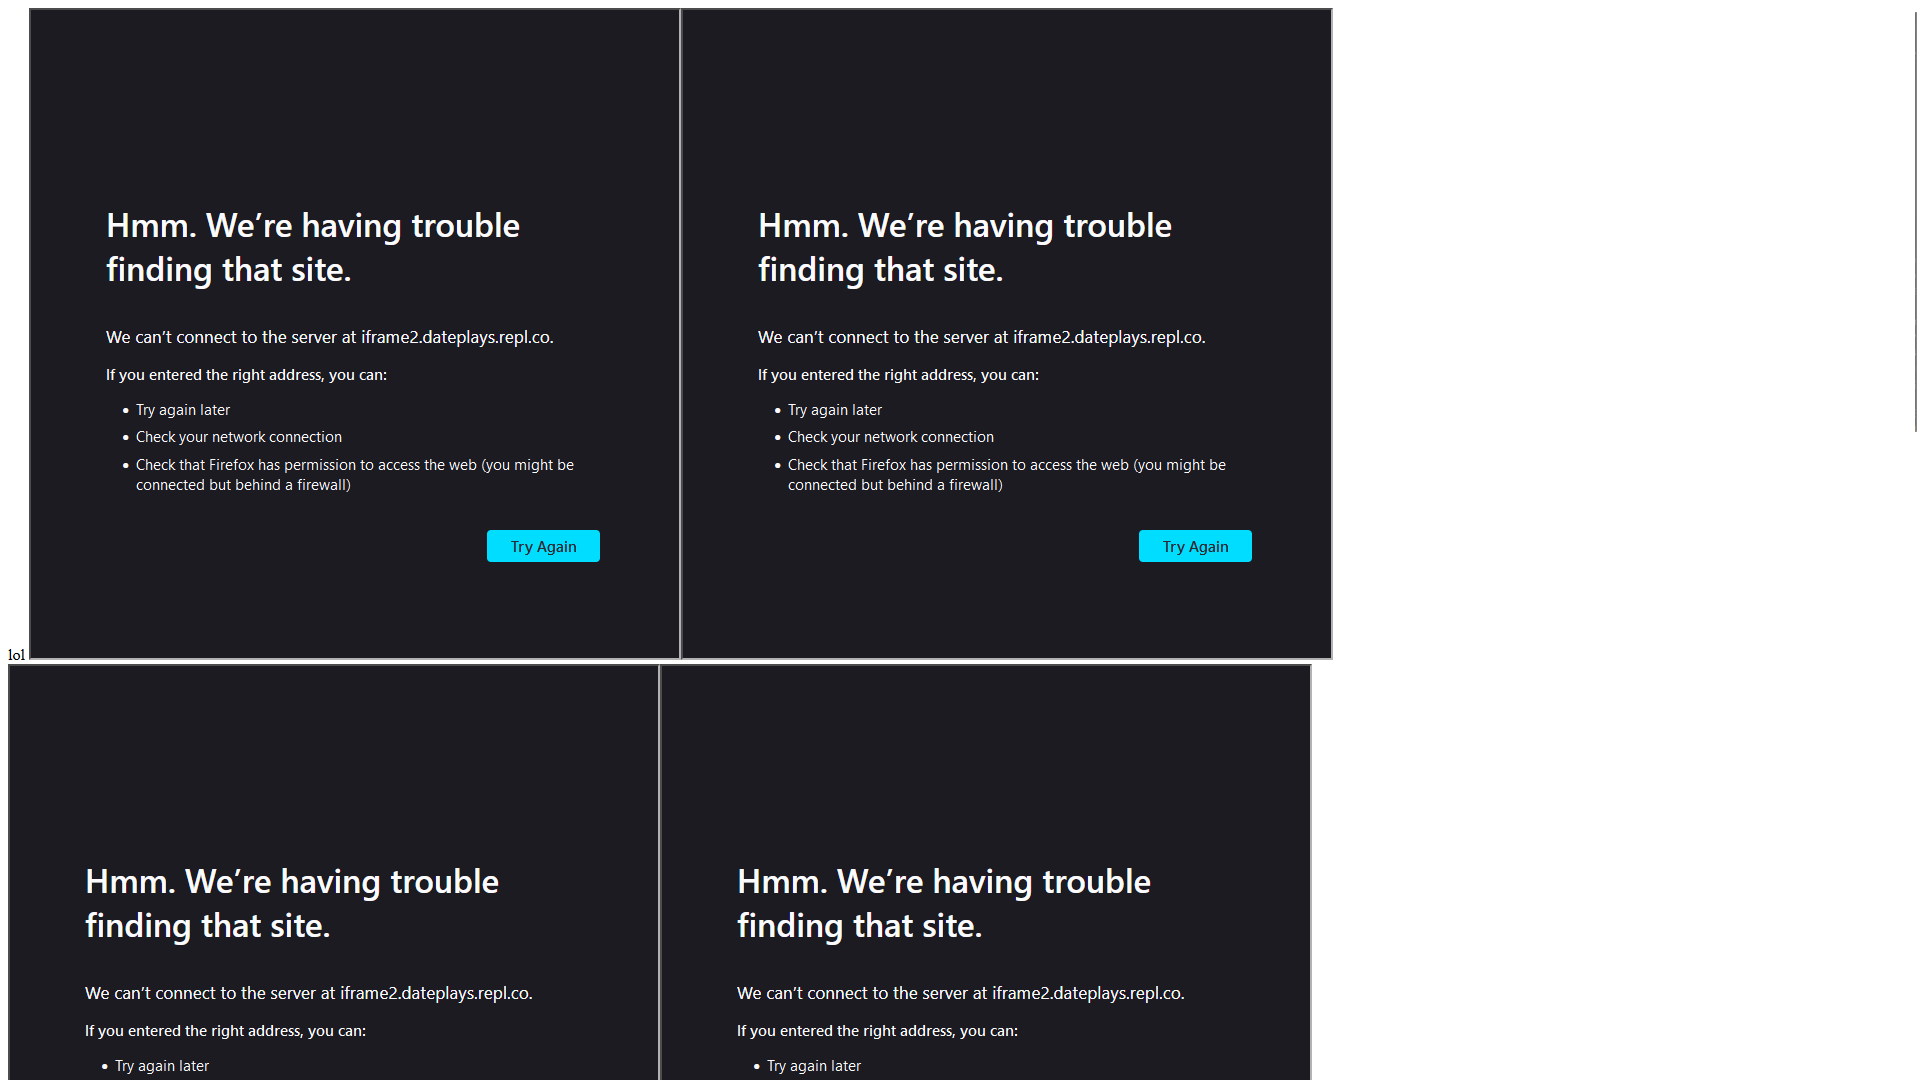 Hmm. We’re having trouble
finding that site.
We can’t connect to the server at iframe2.dateplays.repl.co.
If you entered the right address, you can:
• Try again later
• Check your network connection
• Check that Firefox has permission to access the web (you might be
connected but behind a firewall)
Try Again
Hmm. We’re having trouble
finding that site.
We can’t connect to the server at iframe2.dateplays.repl.co.
If you entered the right address, you can:
• Try again later
• Check your network connection
• Check that Firefox has permission to access the web (you might be
connected but behind a firewall)
Try Again
lol
Hmm. We’re having trouble
finding that site.
We can’t connect to the server at iframe2.dateplays.repl.co.
If you entered the right address, you can:
• Try again later
Hmm. We’re having trouble
finding that site.
We can’t connect to the server at iframe2.dateplays.repl.co.
If you entered the right address, you can:
• Try again later